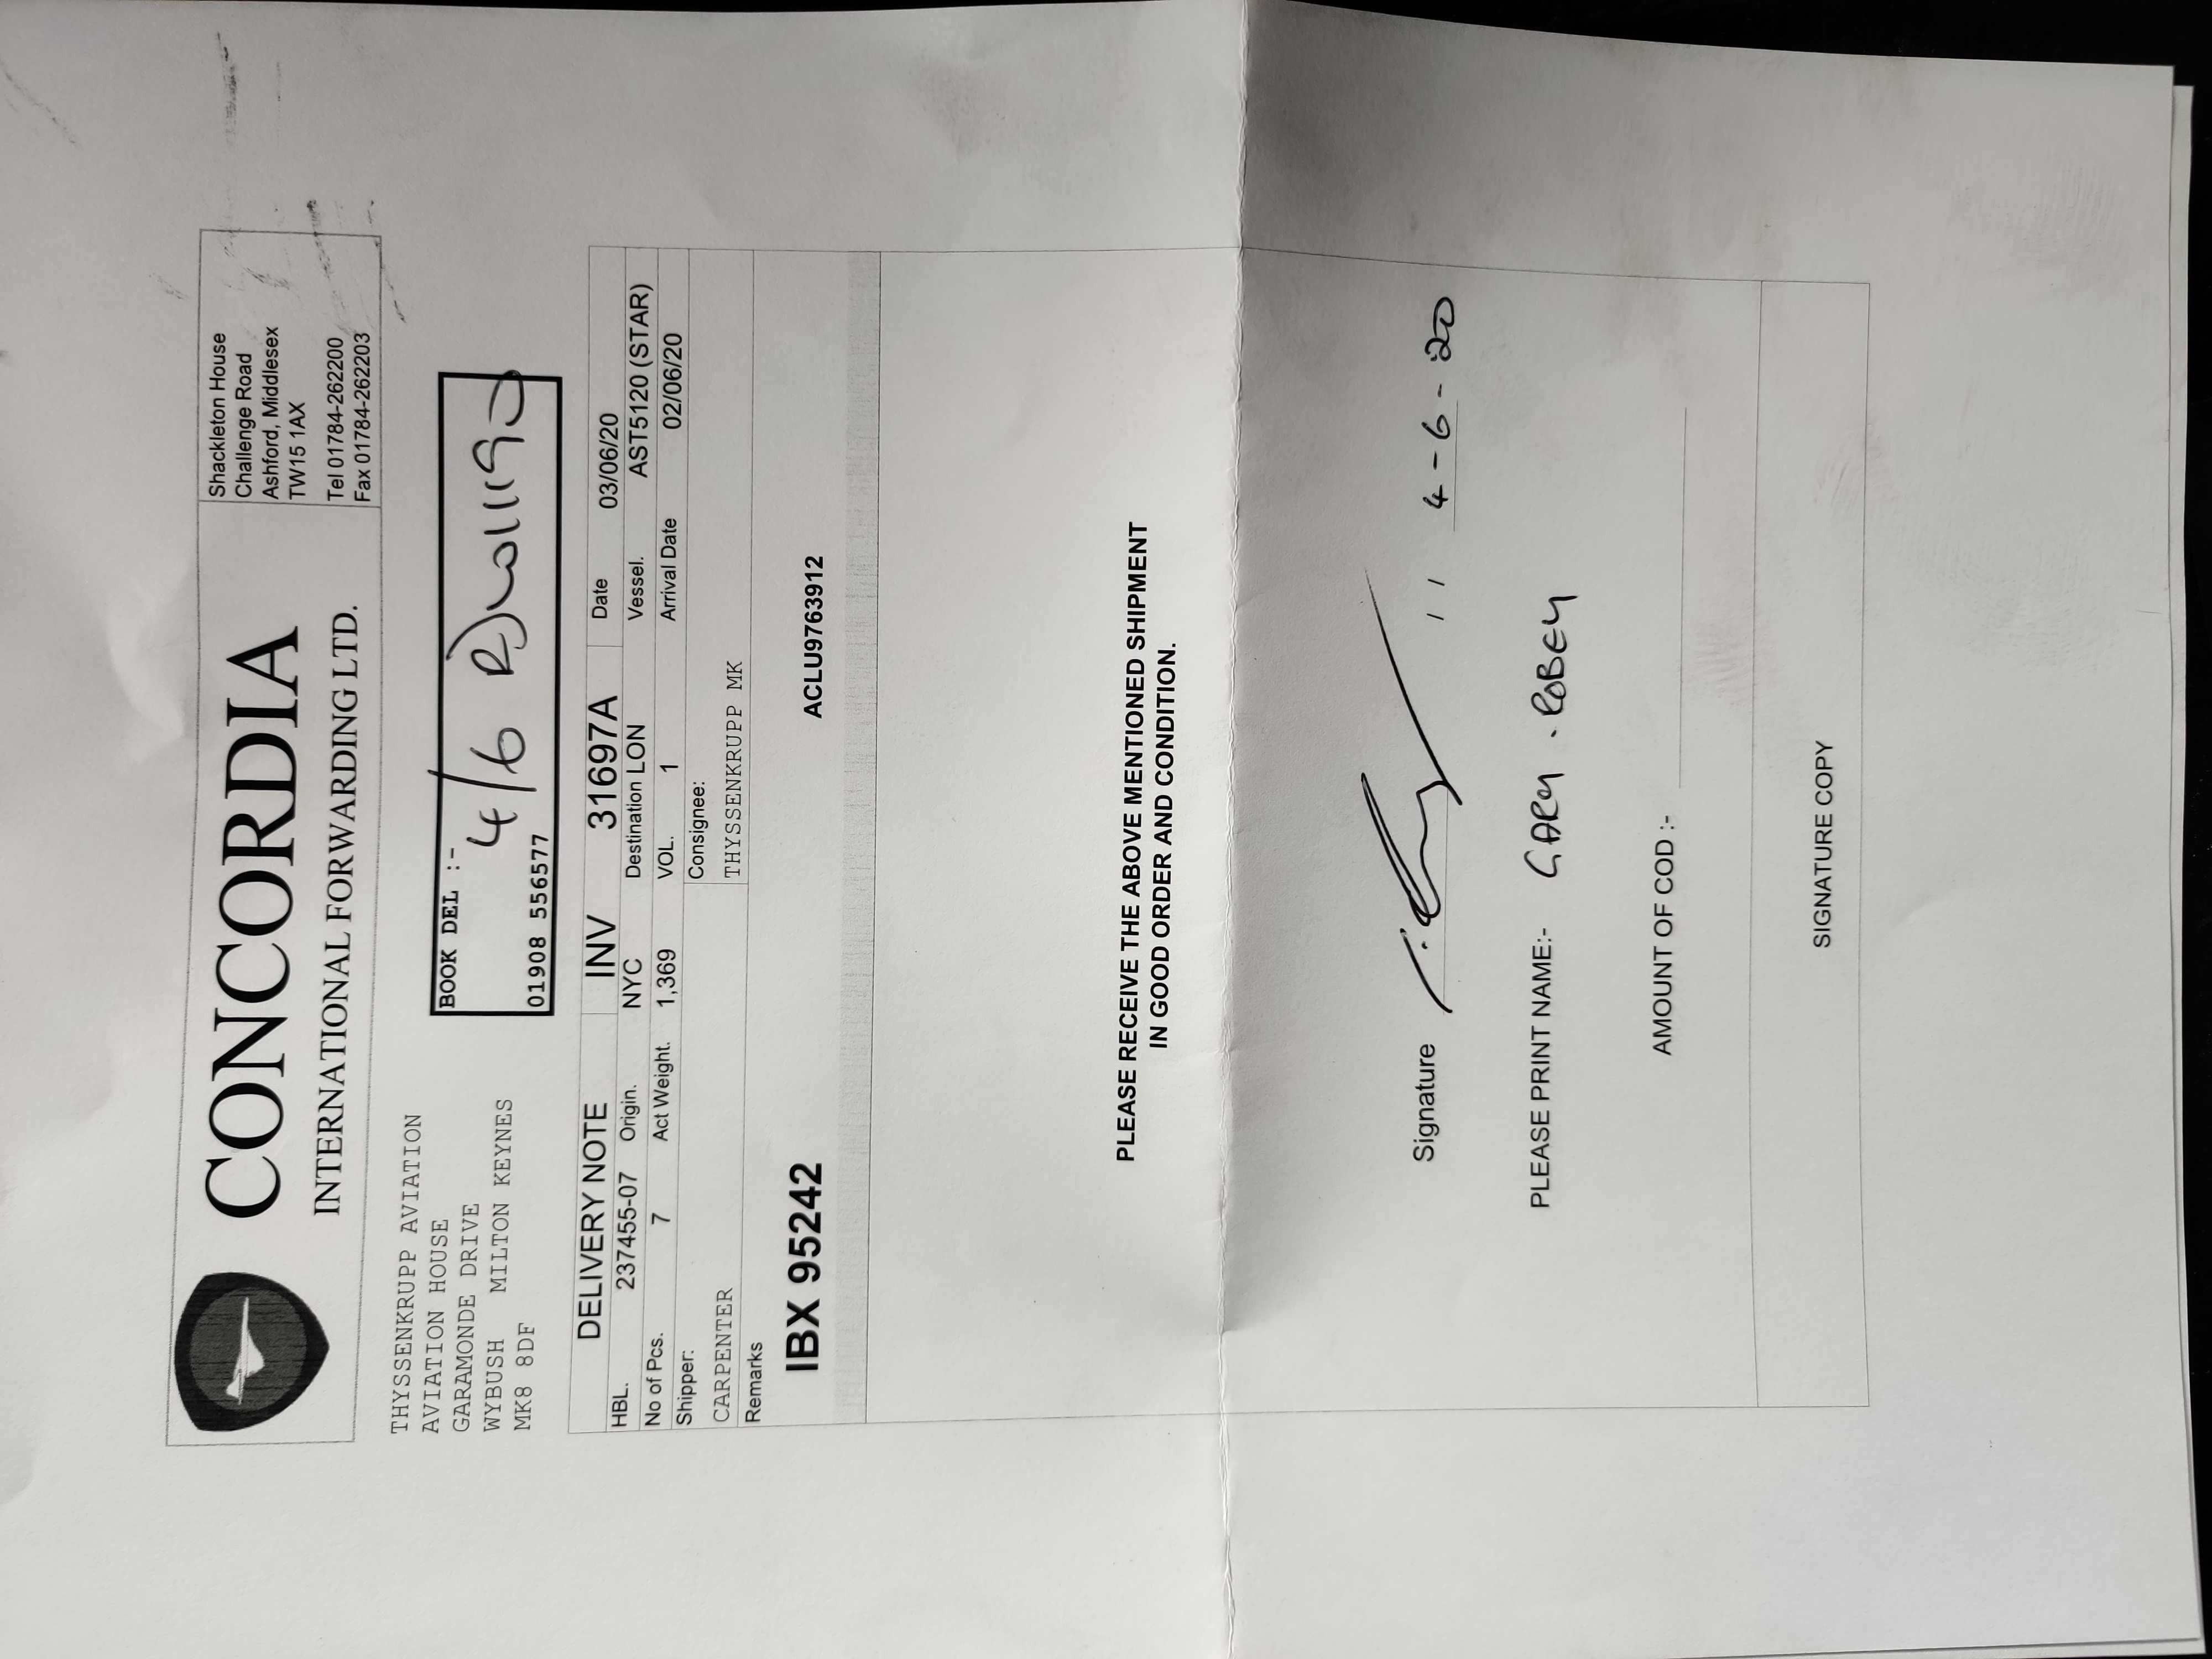 CONCORDIA
INTERNATIONAL FORWARDING LTD.
Shackleton House
Challenge Road
Ashford, Middlesex
TW15 1AX
Tel 01784-262200
Fax 01784-262203
THYSSENKRUPP AVIATION
AVIATION HOUSE
GARAMONDE DRIVE
WYBUSH MILTON KEYNES
MK8 8DF
BOOK DEL :-
4/6
01908 556577
DELIVERY NOTE INV 31697A Date 03/06/20
HBL. 237455-07 Origin. NYC Destination LON Vessel. AST5120 (STAR)
No of Pcs. 7 Act Weight. 1,369 VOL. 1 Arrival Date 02/06/20
Shipper: Consignee:
CARPENTER THYSSENKRUPP MK
Remarks
IBX 95242 ACLU9763912
PLEASE RECEIVE THE ABOVE MENTIONED SHIPMENT
IN GOOD ORDER AND CONDITION.
Signature 4-6-20
PLEASE PRINT NAME:- GARY. ROBEY
AMOUNT OF COD :-
SIGNATURE COPY